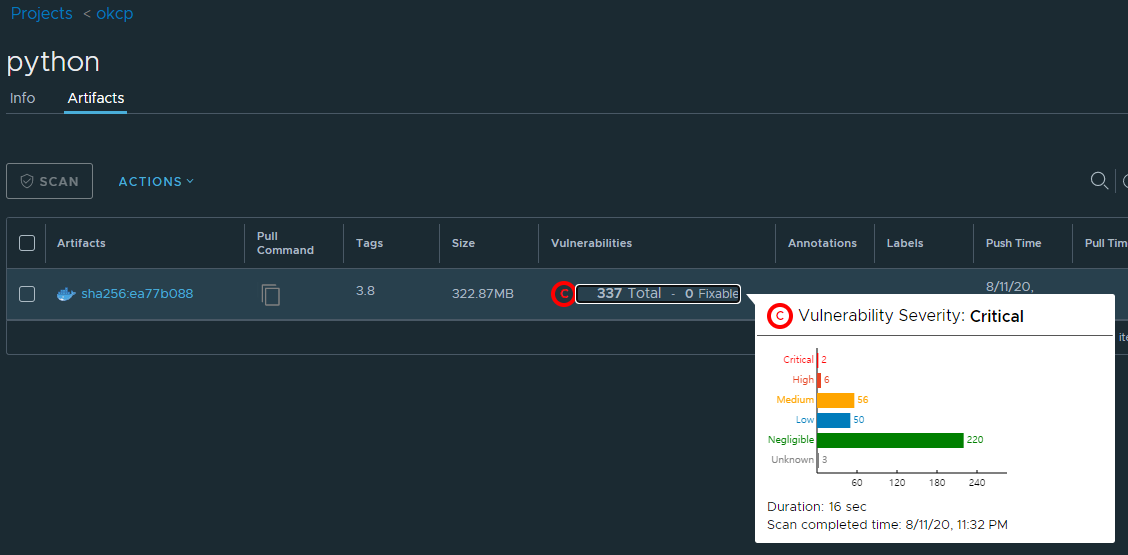 Projects < okcp
python
Info Artifacts
SCAN ACTIONS
Artifacts Pull Command Tags Size Vulnerabilities Annotations Labels Push Time Pull Tim
sha256:ea77b088 3.8 322.87MB C 337 Total - 0 Fixable 8/11/20,
ite
C Vulnerability Severity: Critical
Critical 2
High 6
Medium 56
Low 50
Negligible 220
Unknown 3
60 120 180 240
Duration: 16 sec
Scan completed time: 8/11/20, 11:32 PM